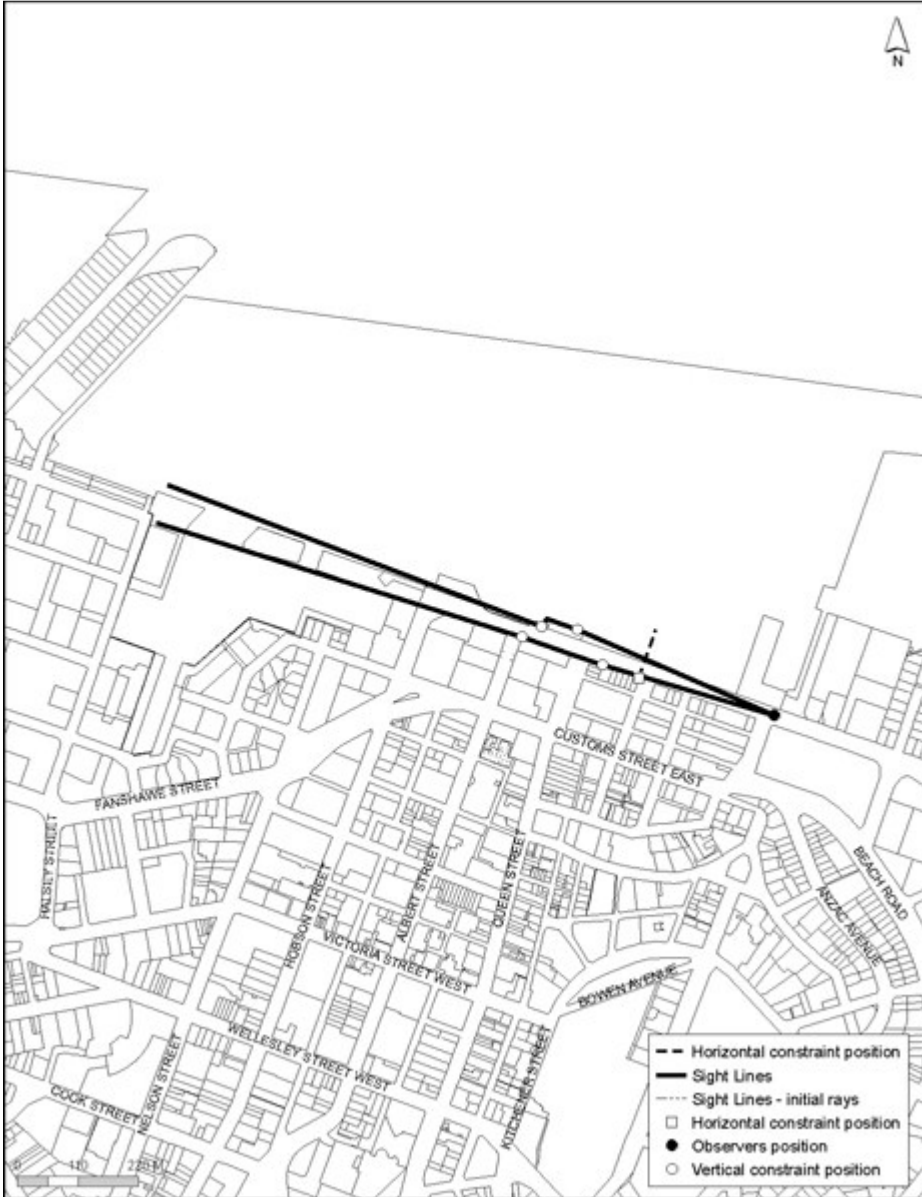 N
CUSTOMS STREET EAST
FANSHAWE STREET
HALSLY STREET
HOBSON STREET
ALBERT STREET
QUEEN STREET
BEACH ROAD
ANZAC AVENUE
VICTORIA STREET WEST
BOWEN AVENUE
WELLESLEY STREET WEST
KITCHENER STREET
NELSON STREET
COOK STREET
Horizontal constraint position
Sight Lines
Sight Lines - initial rays
Horizontal constraint position
Observers position
Vertical constraint position
0 110 220 M